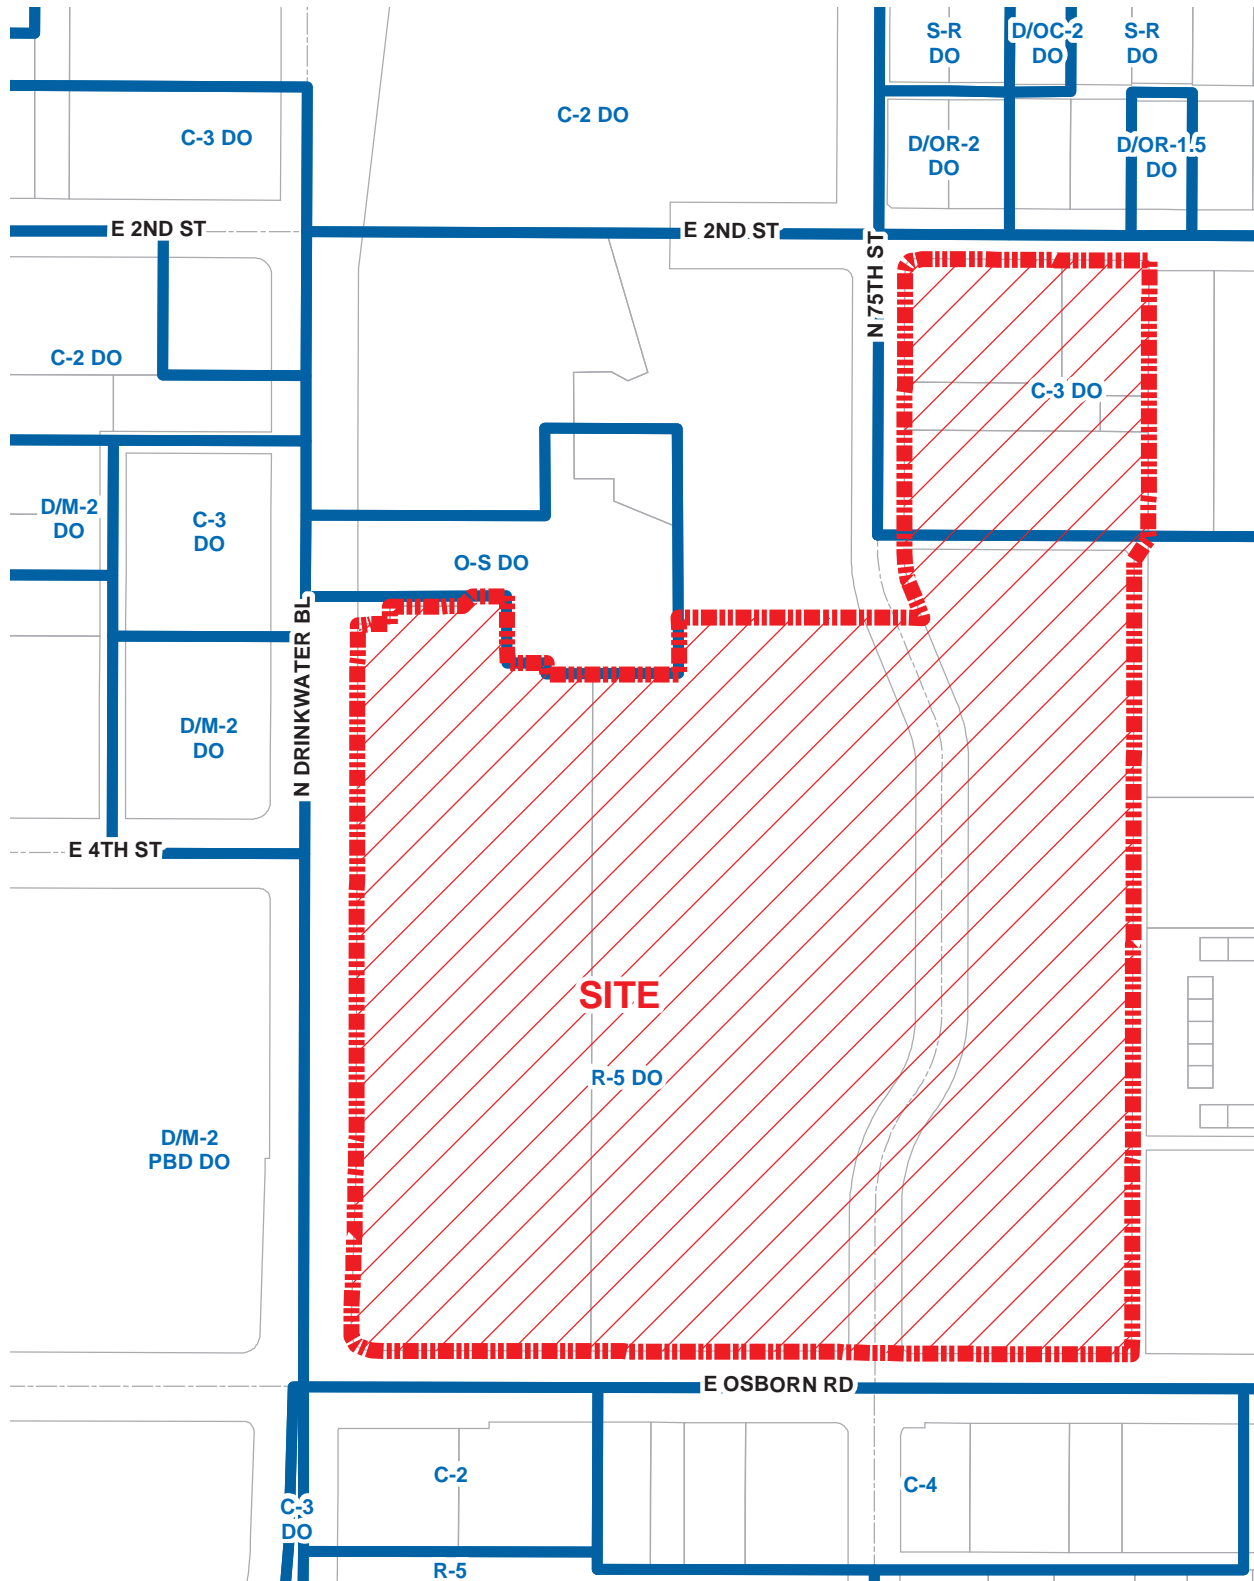 S-R
DO
D/OC-2
DO
S-R
DO
C-2 DO
C-3 DO
D/OR-2
DO
D/OR-1.5
DO
E 2ND ST
E 2ND ST
N 75TH ST
C-2 DO
C-3 DO
D/M-2
DO
C-3
DO
O-S DO
N DRINKWATER BL
D/M-2
DO
E 4TH ST
SITE
R-5 DO
D/M-2
PBD DO
E OSBORN RD
C-2
C-4
C-3
DO
R-5